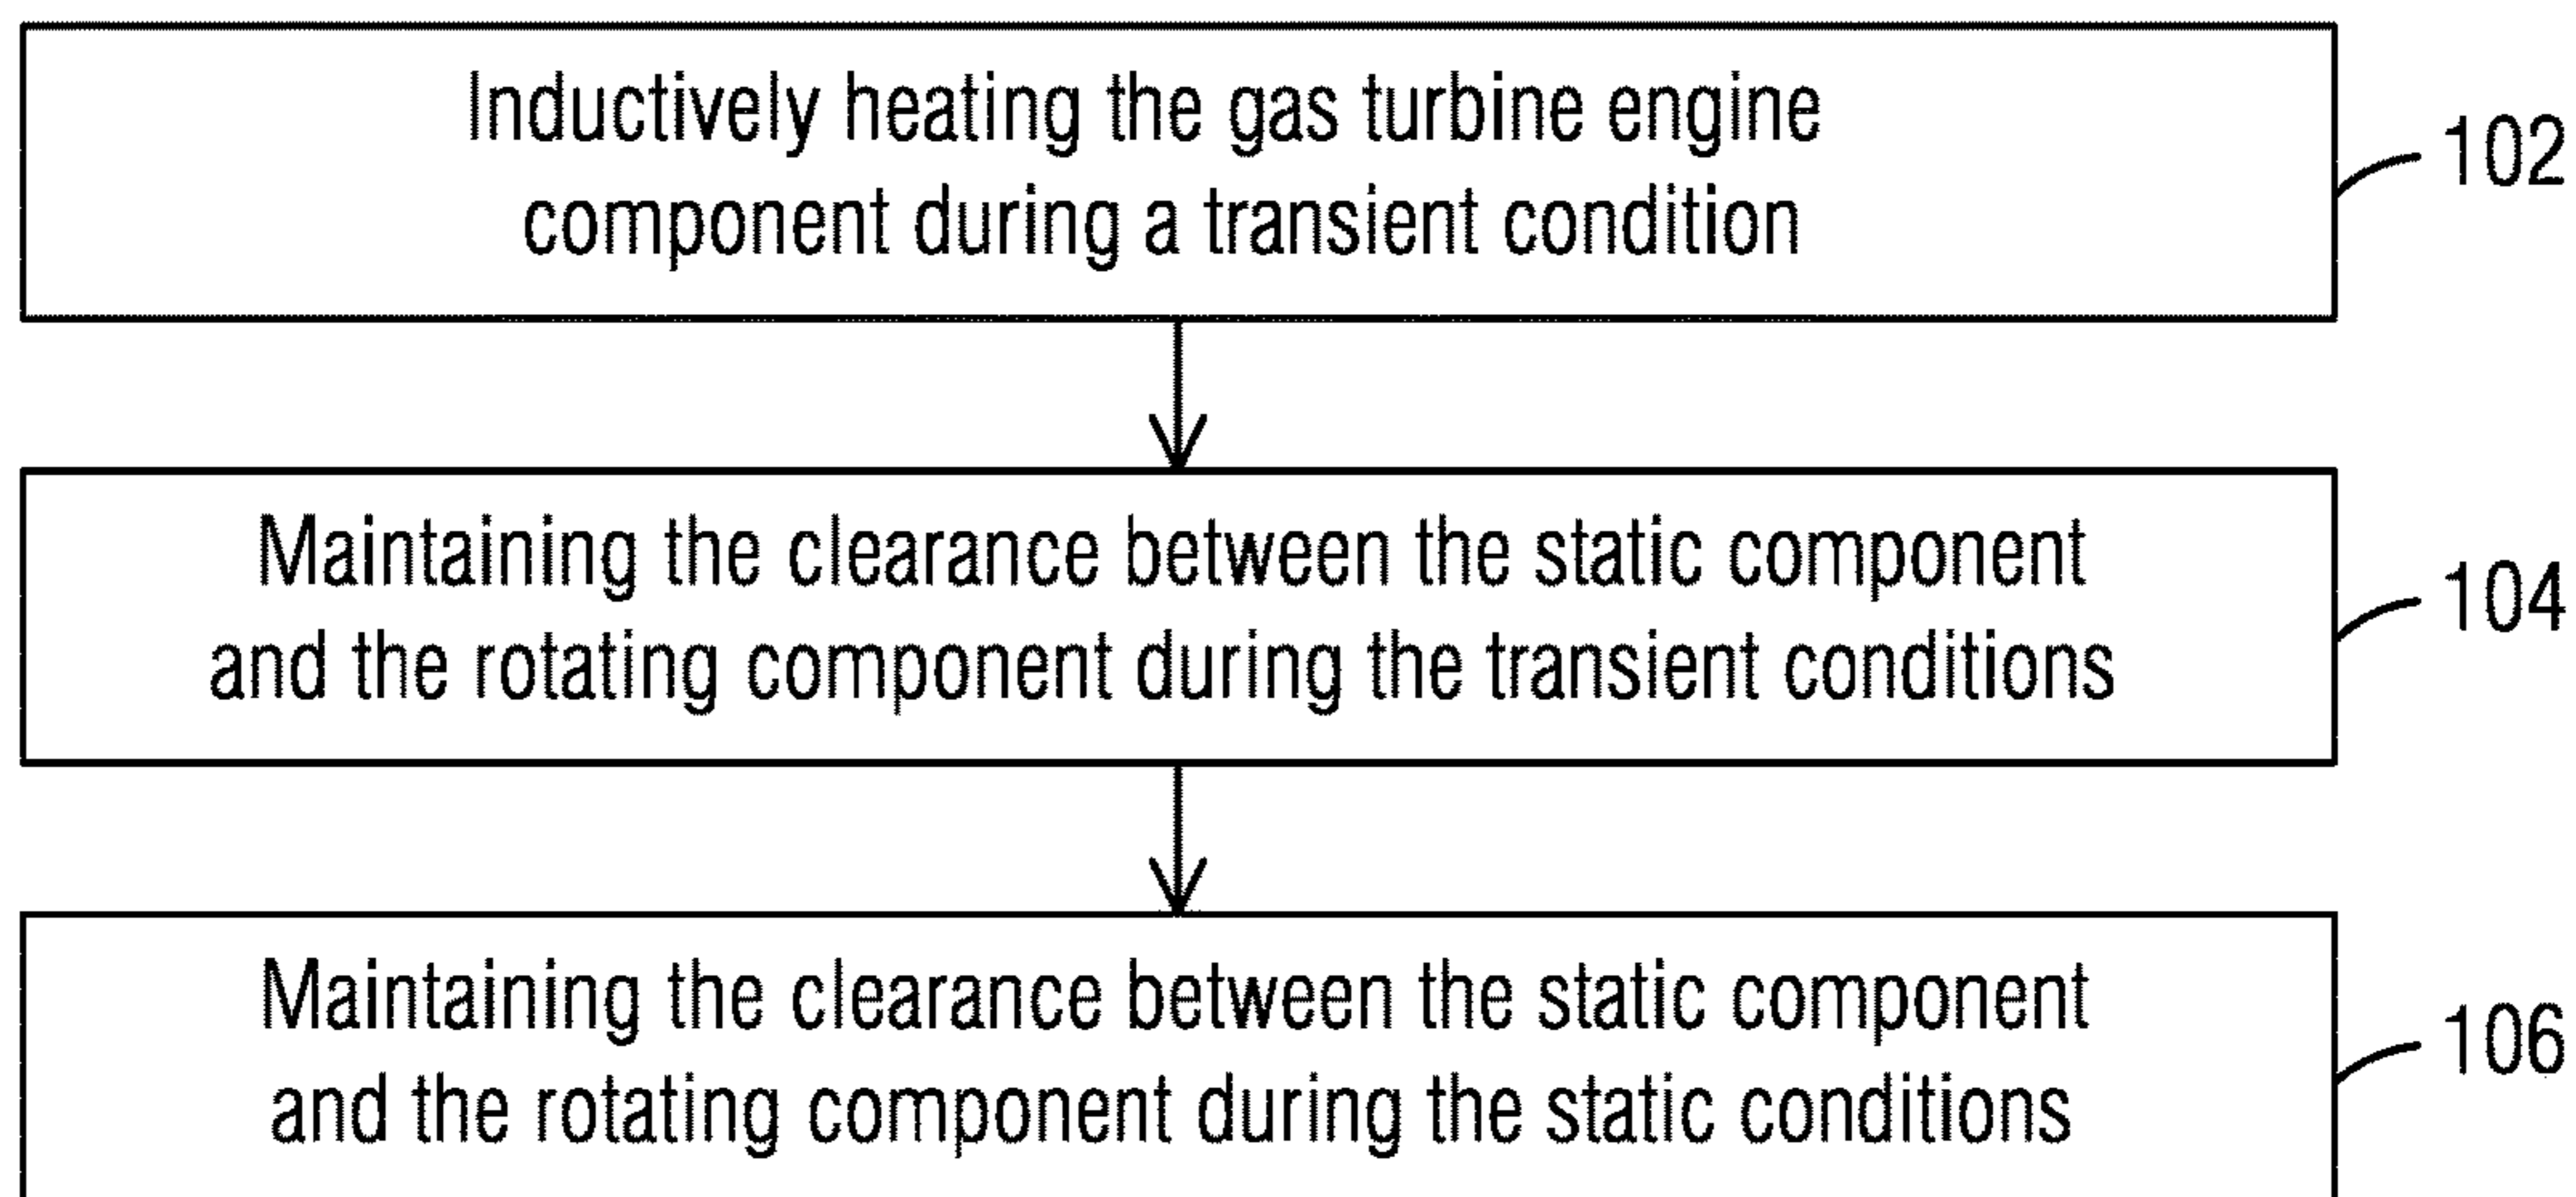 Inductively heating the gas turbine engine
component during a transient condition
102
Maintaining the clearance between the static component
and the rotating component during the transient conditions
104
Maintaining the clearance between the static component
and the rotating component during the static conditions
106